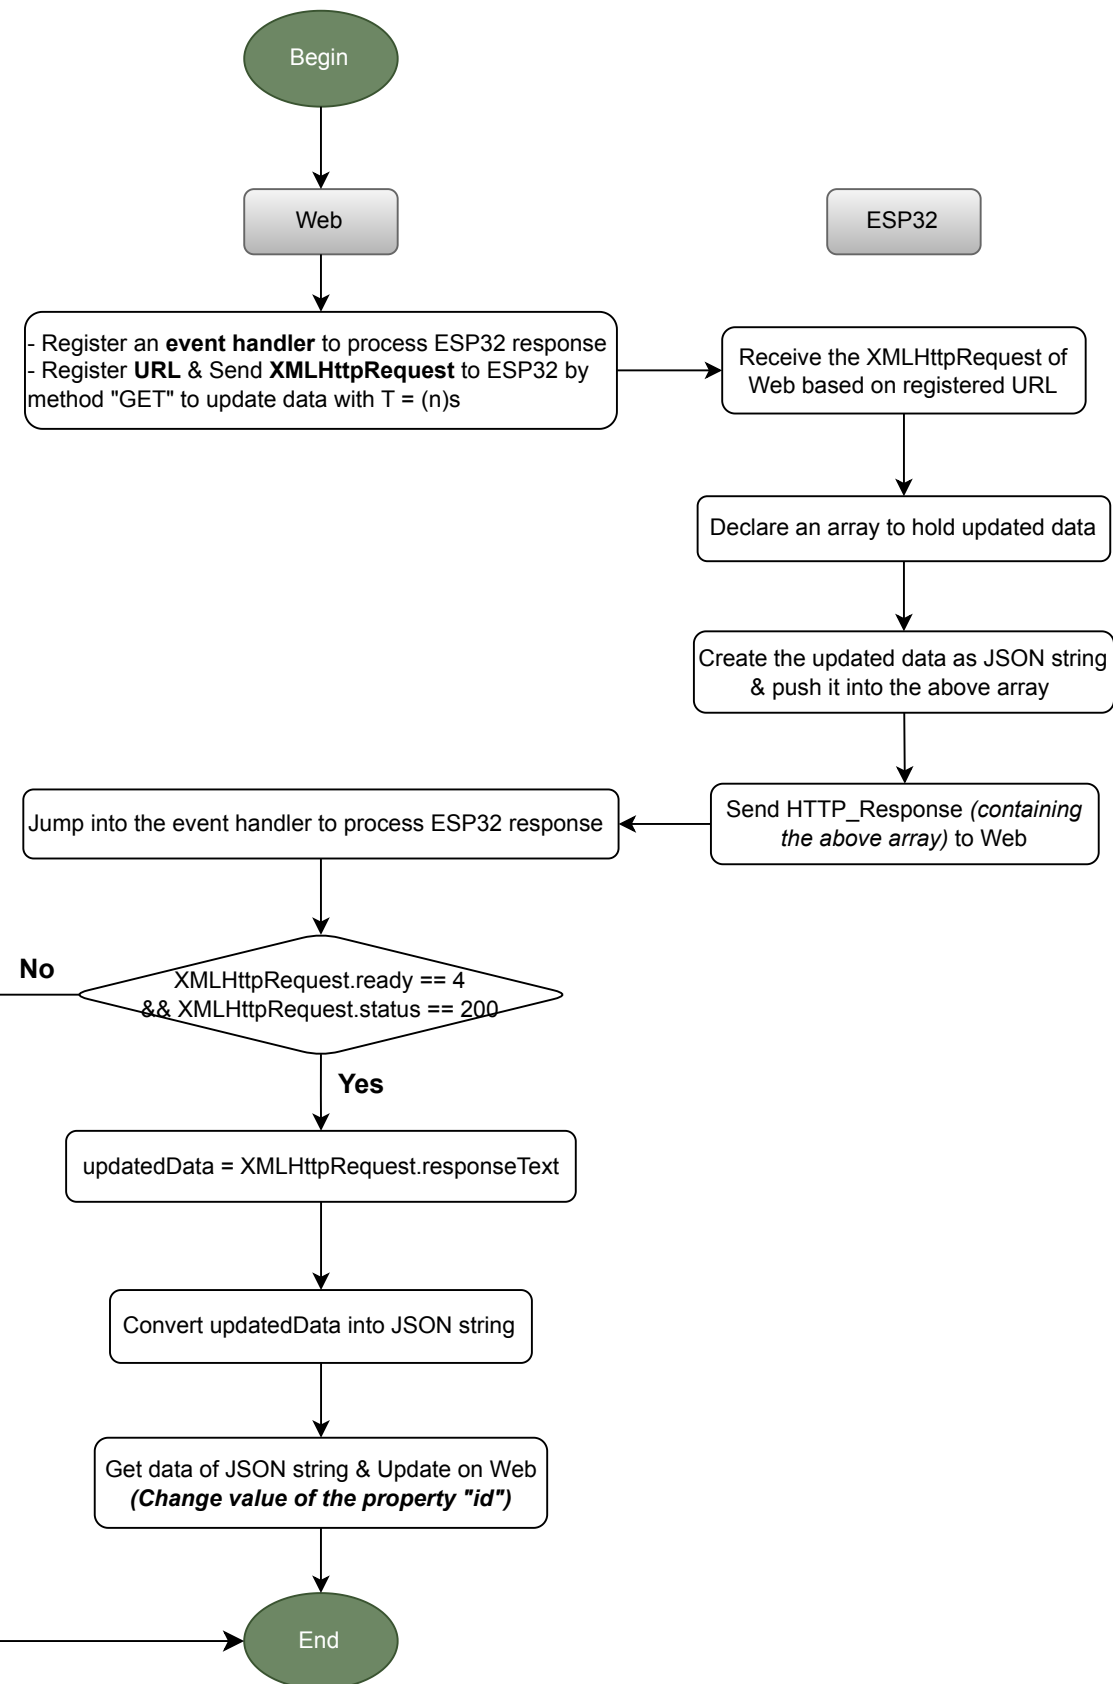 Begin
Web
ESP32
- Register an event handler to process ESP32 response
- Register URL & Send XMLHttpRequest to ESP32 by
method "GET" to update data with T = (n)s
Receive the XMLHttpRequest of
Web based on registered URL
Declare an array to hold updated data
Create the updated data as JSON string
& push it into the above array
Send HTTP_Response (containing
the above array) to Web
Jump into the event handler to process ESP32 response
No
XMLHttpRequest.ready == 4
&& XMLHttpRequest.status == 200
Yes
updatedData = XMLHttpRequest.responseText
Convert updatedData into JSON string
Get data of JSON string & Update on Web
(Change value of the property "id")
End